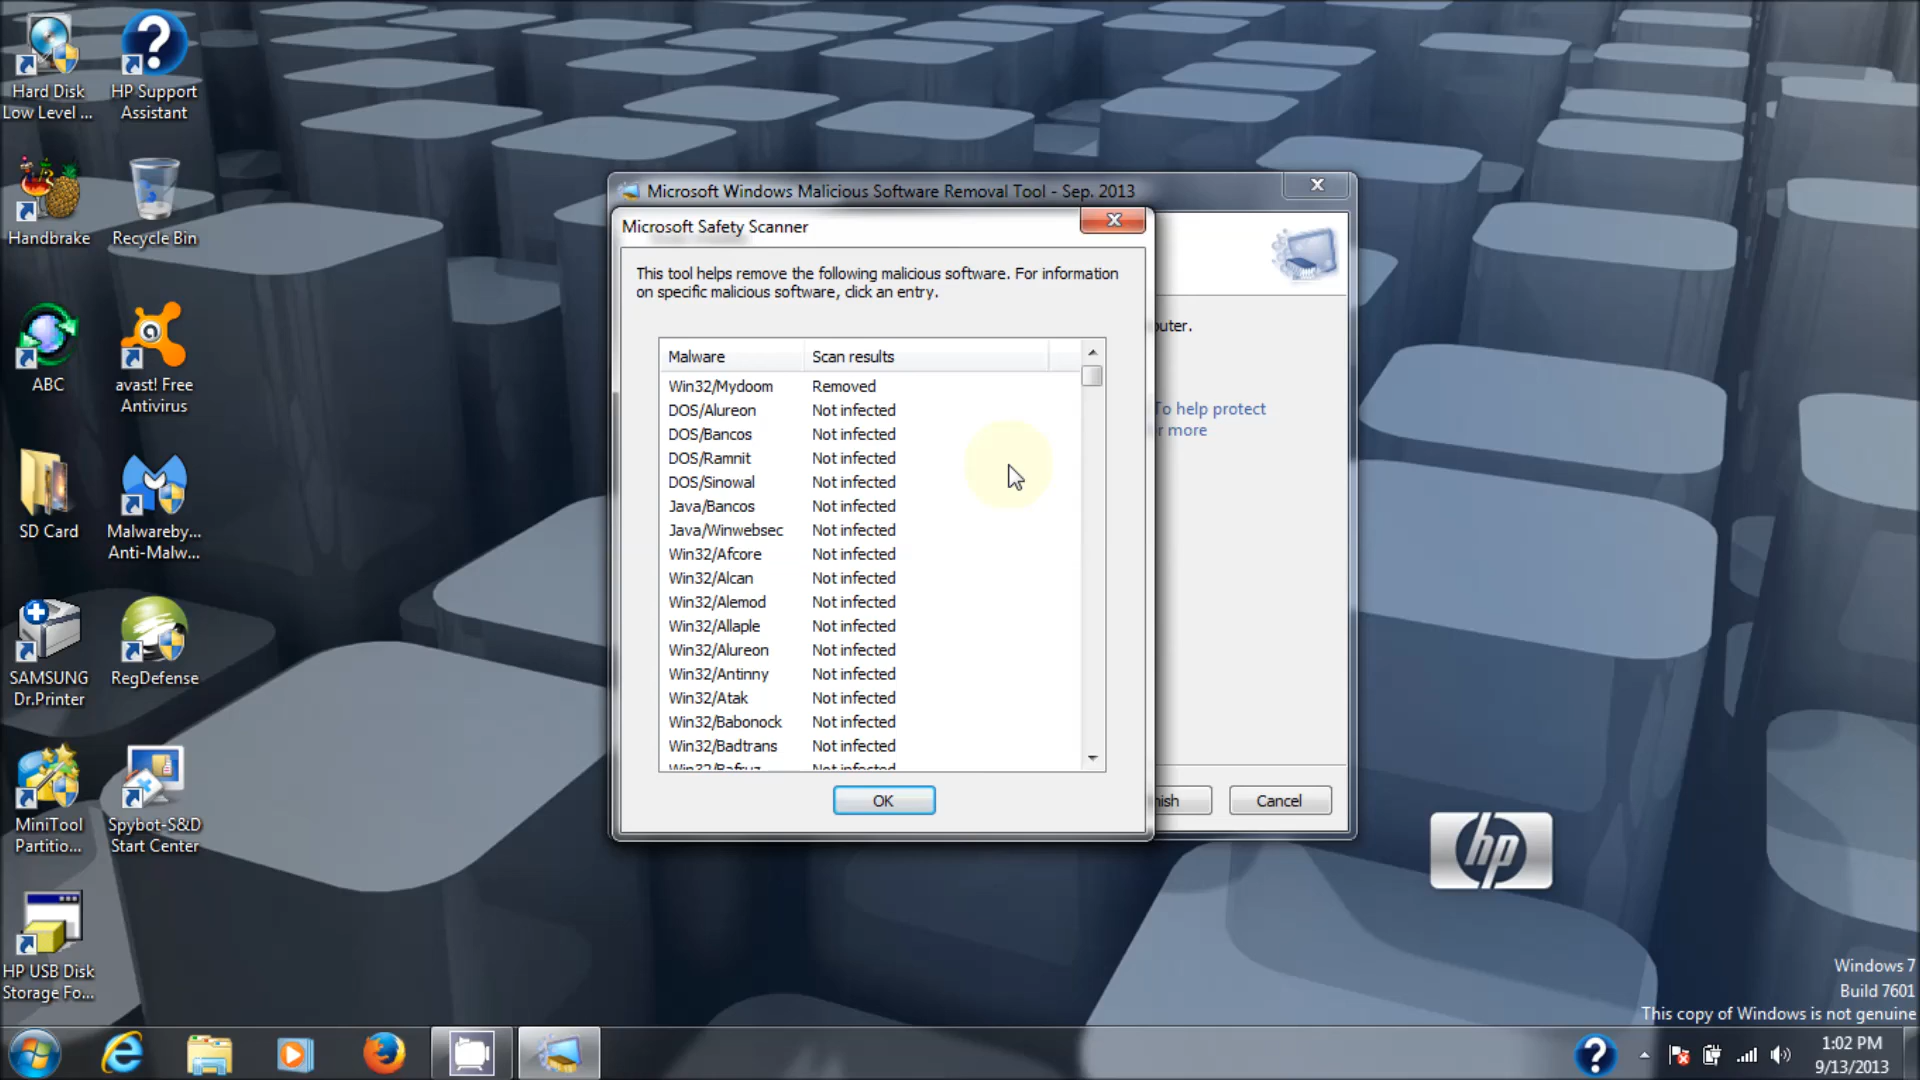 Hard Disk
Low Level ...
HP Support
Assistant
Handbrake
Recycle Bin
ABC
avast! Free
Antivirus
SD Card
Malwareby...
Anti-Malw...
SAMSUNG
Dr.Printer
RegDefense
MiniTool
Partitio...
Spybot-S&D
Start Center
HP USB Disk
Storage Fo...
Microsoft Windows Malicious Software Removal Tool - Sep. 2013
Microsoft Safety Scanner
This tool helps remove the following malicious software. For information
on specific malicious software, click an entry.
Malware Scan results
Win32/Mydoom Removed
DOS/Alureon Not infected
DOS/Bancos Not infected
DOS/Ramnit Not infected
DOS/Sinowal Not infected
Java/Bancos Not infected
Java/Winwebsec Not infected
Win32/Afcore Not infected
Win32/Alcan Not infected
Win32/Alemod Not infected
Win32/Allaple Not infected
Win32/Alureon Not infected
Win32/Antinny Not infected
Win32/Atak Not infected
Win32/Babonock Not infected
Win32/Badtrans Not infected
Win32/Bafruz Not infected
OK
uter.
To help protect
r more
nish
Cancel
hp
Windows 7
Build 7601
This copy of Windows is not genuine
1:02 PM
9/13/2013